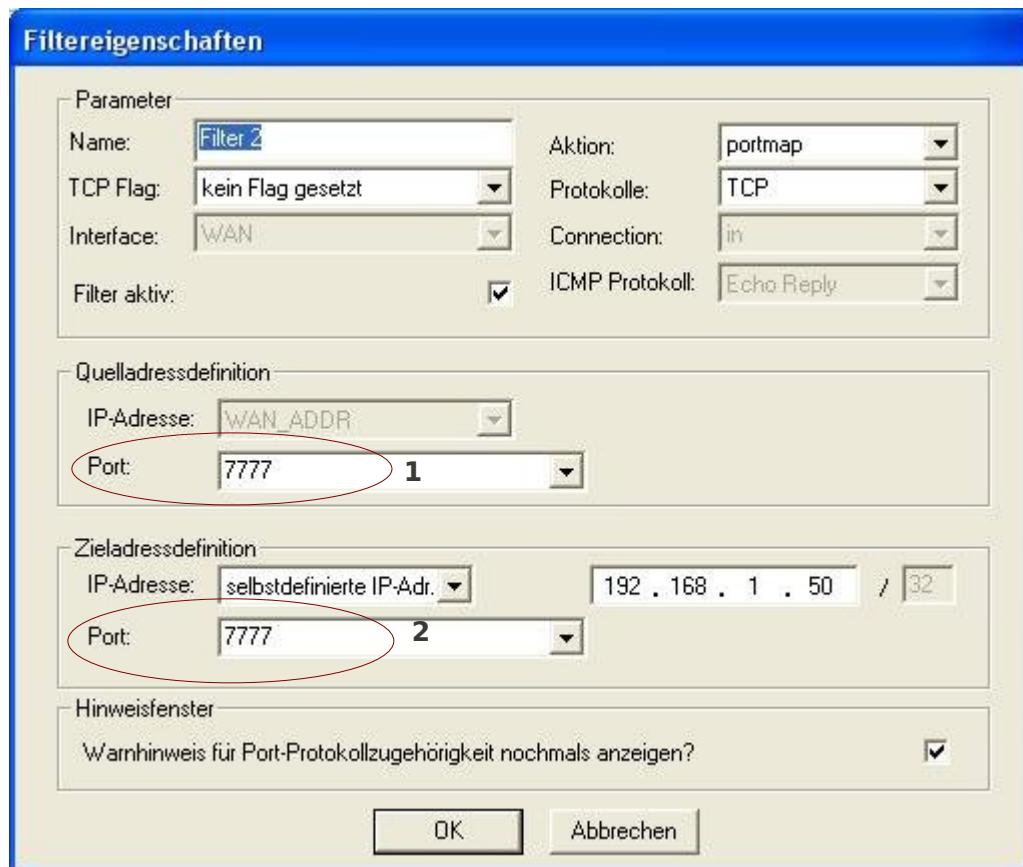 Filtereigenschaften
Parameter
Name: Filter 2 Aktion: portmap
TCP Flag: kein Flag gesetzt Protokolle: TCP
Interface: WAN Connection: in
Filter aktiv: ICMP Protokoll: Echo Reply
Quelladressdefinition
IP-Adresse: WAN_ADDR
Port: 7777 1
Zieladressdefinition
IP-Adresse: selbstdefinierte IP-Adr. 192 . 168 . 1 . 50 / 32
Port: 7777 2
Hinweisfenster
Warnhinweis für Port-Protokollzugehörigkeit nochmals anzeigen?
OK Abbrechen